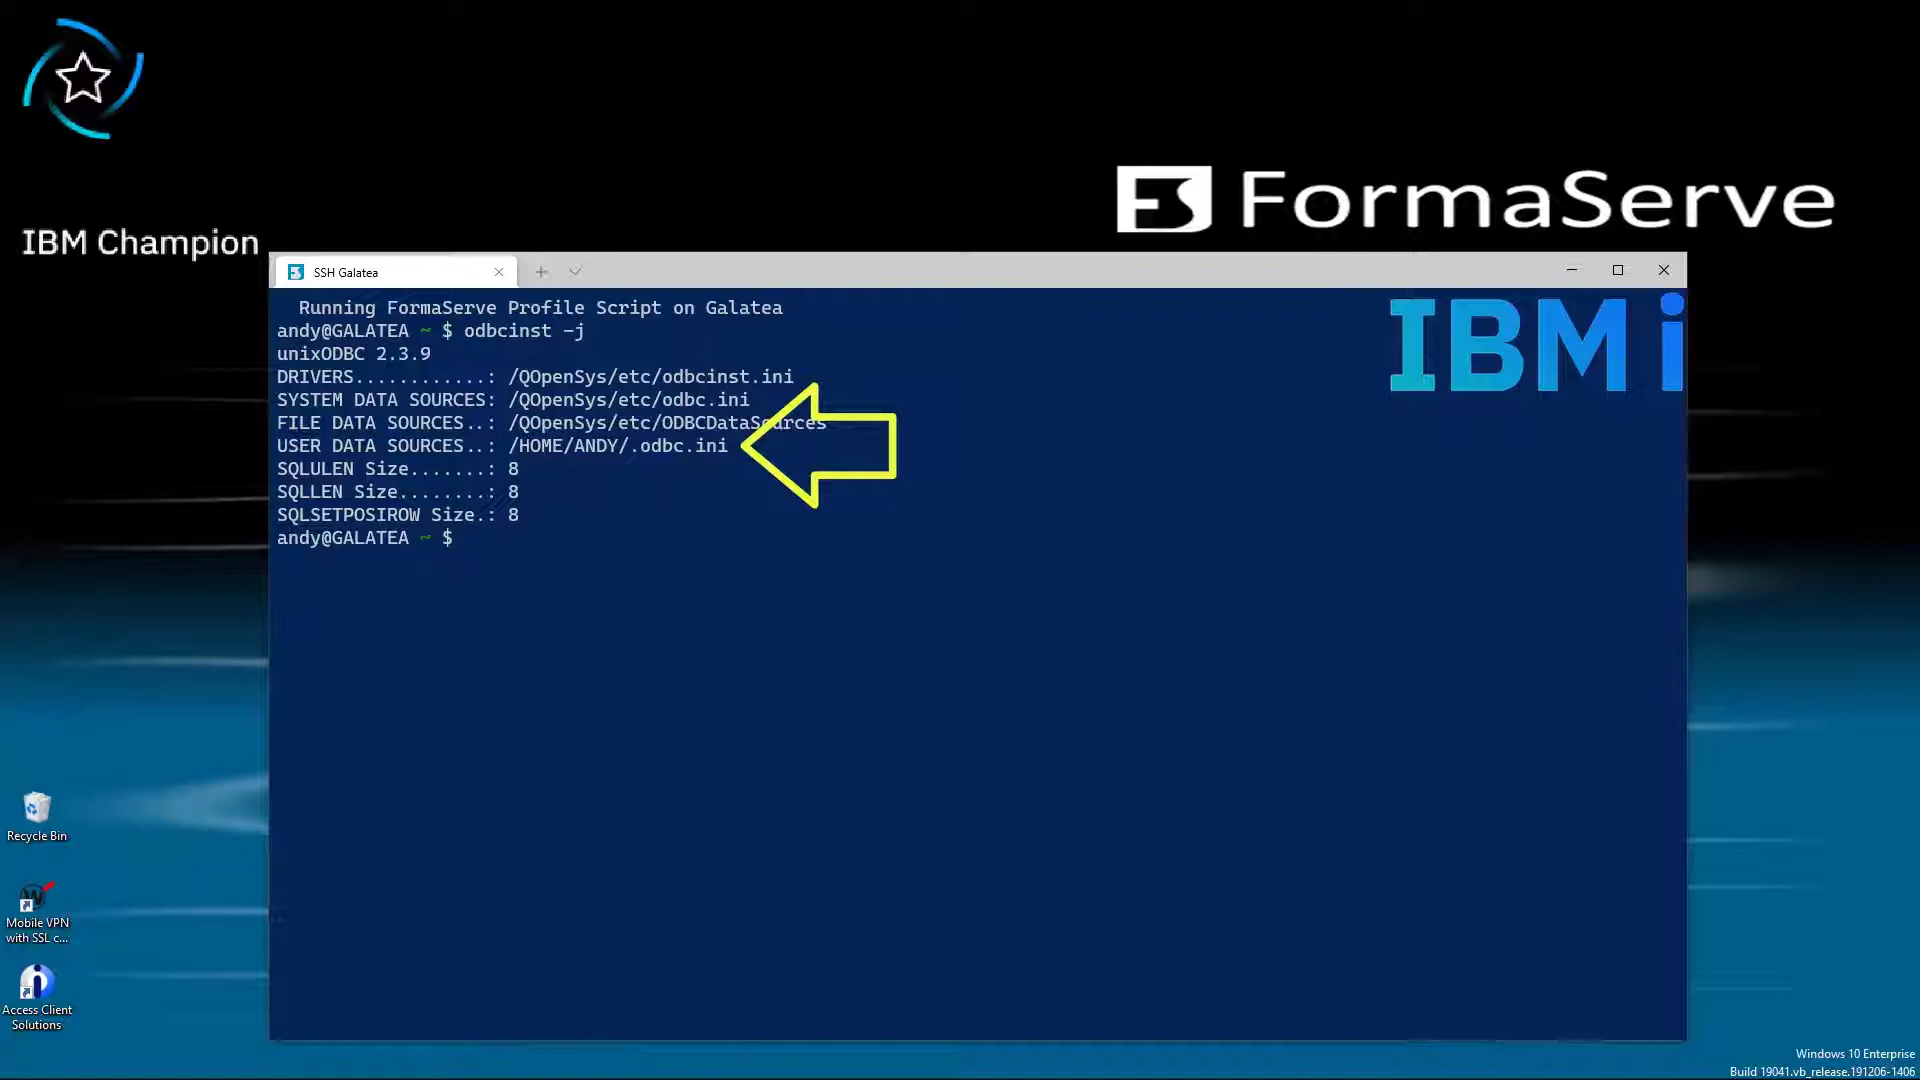 IBM Champion
FS FormaServe
SSH Galatea
Running FormaServe Profile Script on Galatea
IBM i
andy@GALATEA ~ $ odbcinst -j
unixODBC 2.3.9
DRIVERS............: /QOpenSys/etc/odbcinst.ini
SYSTEM DATA SOURCES: /QOpenSys/etc/odbc.ini
FILE DATA SOURCES..: /QOpenSys/etc/ODBCDataSources
USER DATA SOURCES..: /HOME/ANDY/.odbc.ini
SQLULEN Size.......: 8
SQLLEN Size........: 8
SQLSETPOSIROW Size.: 8
andy@GALATEA ~ $
Recycle Bin
Mobile VPN
with SSL c...
Access Client
Solutions
Windows 10 Enterprise
Build 19041.vb_release.191206-1406